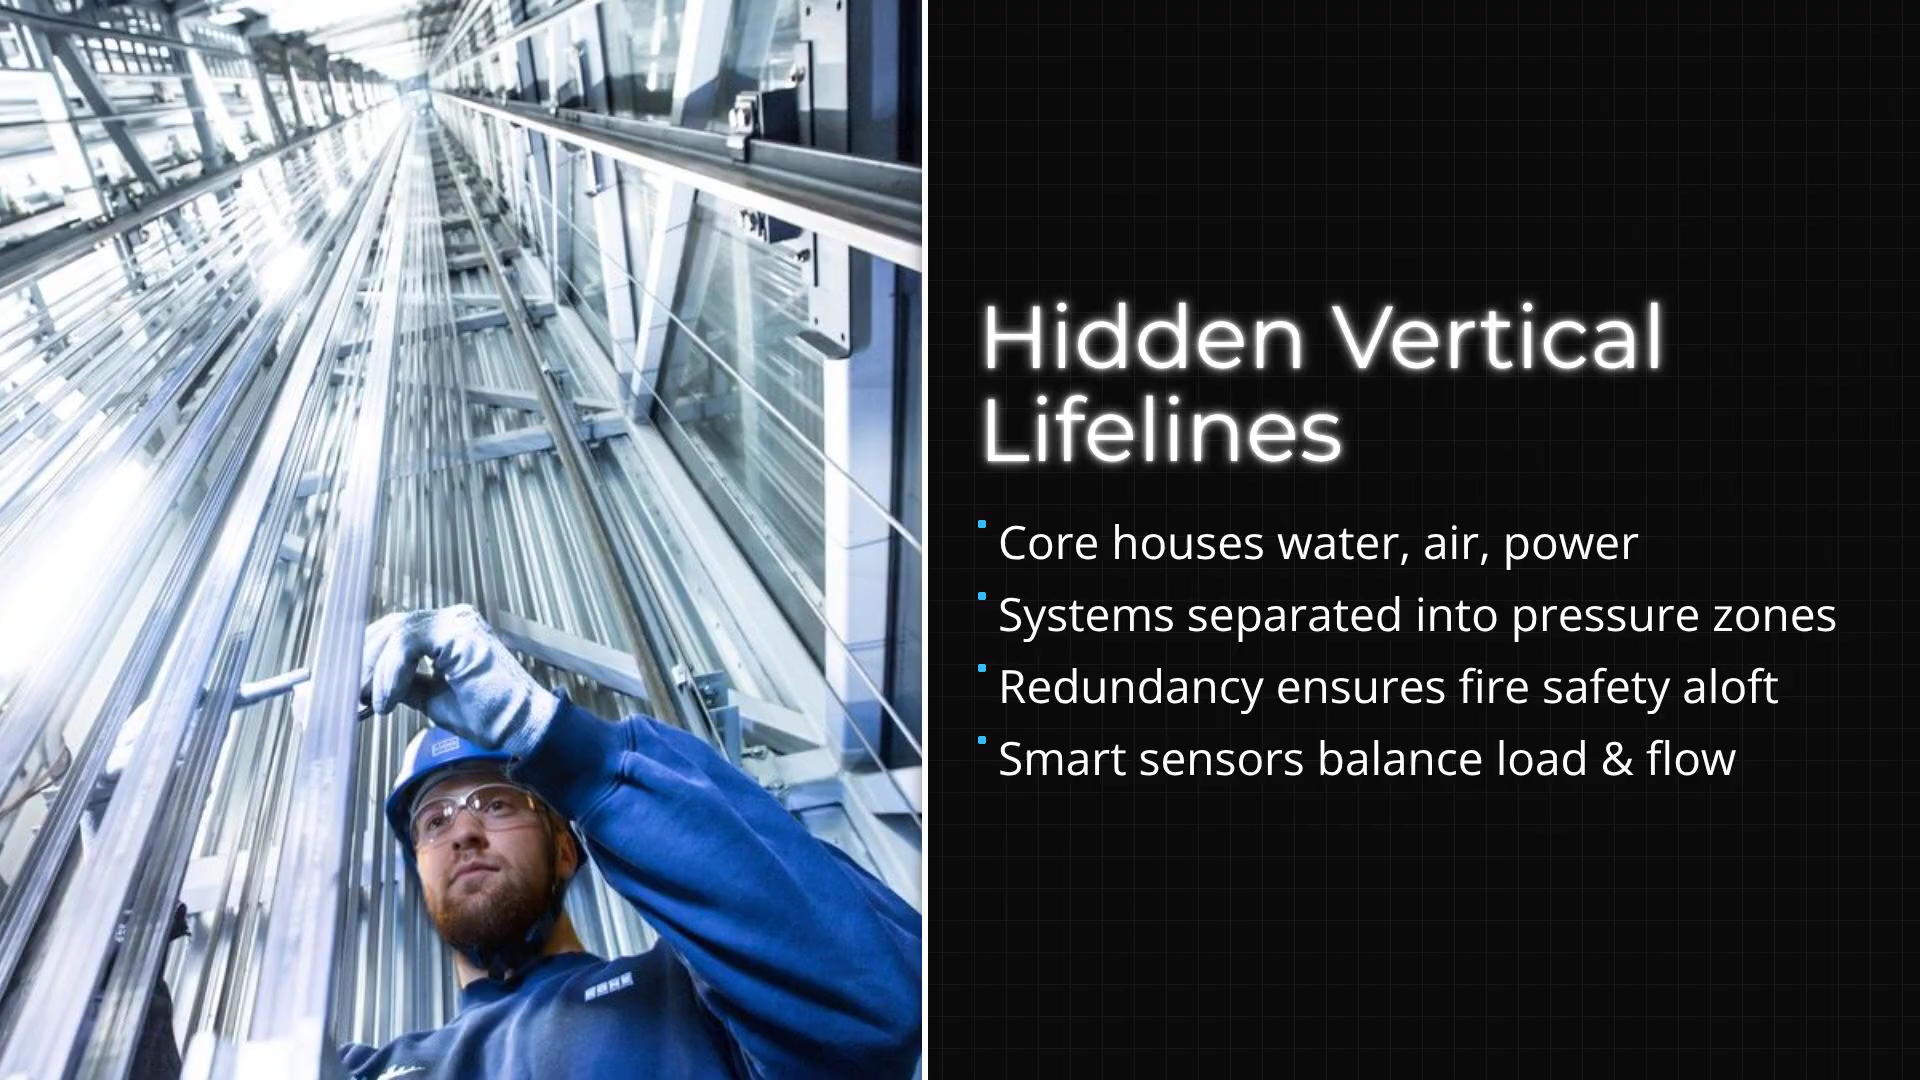 Hidden Vertical
Lifelines
Core houses water, air, power
Systems separated into pressure zones
Redundancy ensures fire safety aloft
Smart sensors balance load & flow
KONE